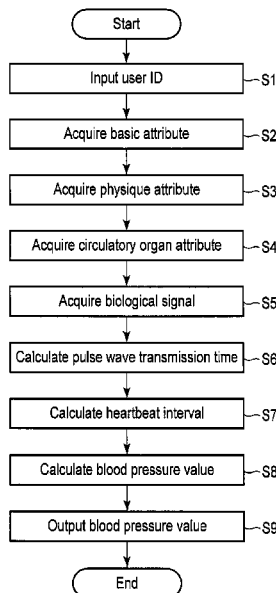 Start
Input user ID S1
Acquire basic attribute S2
Acquire physique attribute S3
Acquire circulatory organ attribute S4
Acquire biological signal S5
Calculate pulse wave transmission time S6
Calculate heartbeat interval S7
Calculate blood pressure value S8
Output blood pressure value S9
End